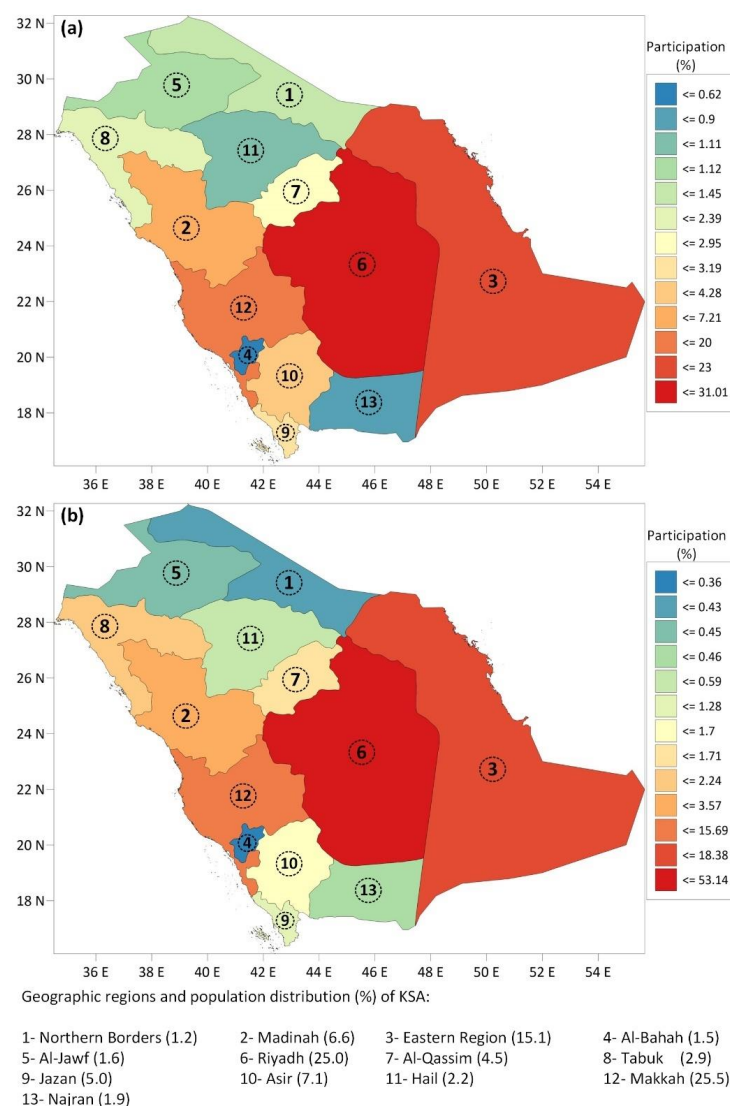 (a)
32 N
30 N
28 N
26 N
24 N
22 N
20 N
18 N
5
1
8
11
7
2
6
3
12
4
10
13
9
36 E 38 E 40 E 42 E 44 E 46 E 48 E 50 E 52 E 54 E
Participation
(%)
<= 0.62
<= 0.9
<= 1.11
<= 1.12
<= 1.45
<= 2.39
<= 2.95
<= 3.19
<= 4.28
<= 7.21
<= 20
<= 23
<= 31.01
(b)
32 N
30 N
28 N
26 N
24 N
22 N
20 N
18 N
5
1
8
11
7
2
6
3
12
4
10
13
9
36 E 38 E 40 E 42 E 44 E 46 E 48 E 50 E 52 E 54 E
Participation
(%)
<= 0.36
<= 0.43
<= 0.45
<= 0.46
<= 0.59
<= 1.28
<= 1.7
<= 1.71
<= 2.24
<= 3.57
<= 15.69
<= 18.38
<= 53.14
Geographic regions and population distribution (%) of KSA:
1- Northern Borders (1.2) 2- Madinah (6.6) 3- Eastern Region (15.1) 4- Al-Bahah (1.5)
5- Al-Jawf (1.6) 6- Riyadh (25.0) 7- Al-Qassim (4.5) 8- Tabuk (2.9)
9- Jazan (5.0) 10- Asir (7.1) 11- Hail (2.2) 12- Makkah (25.5)
13- Najran (1.9)